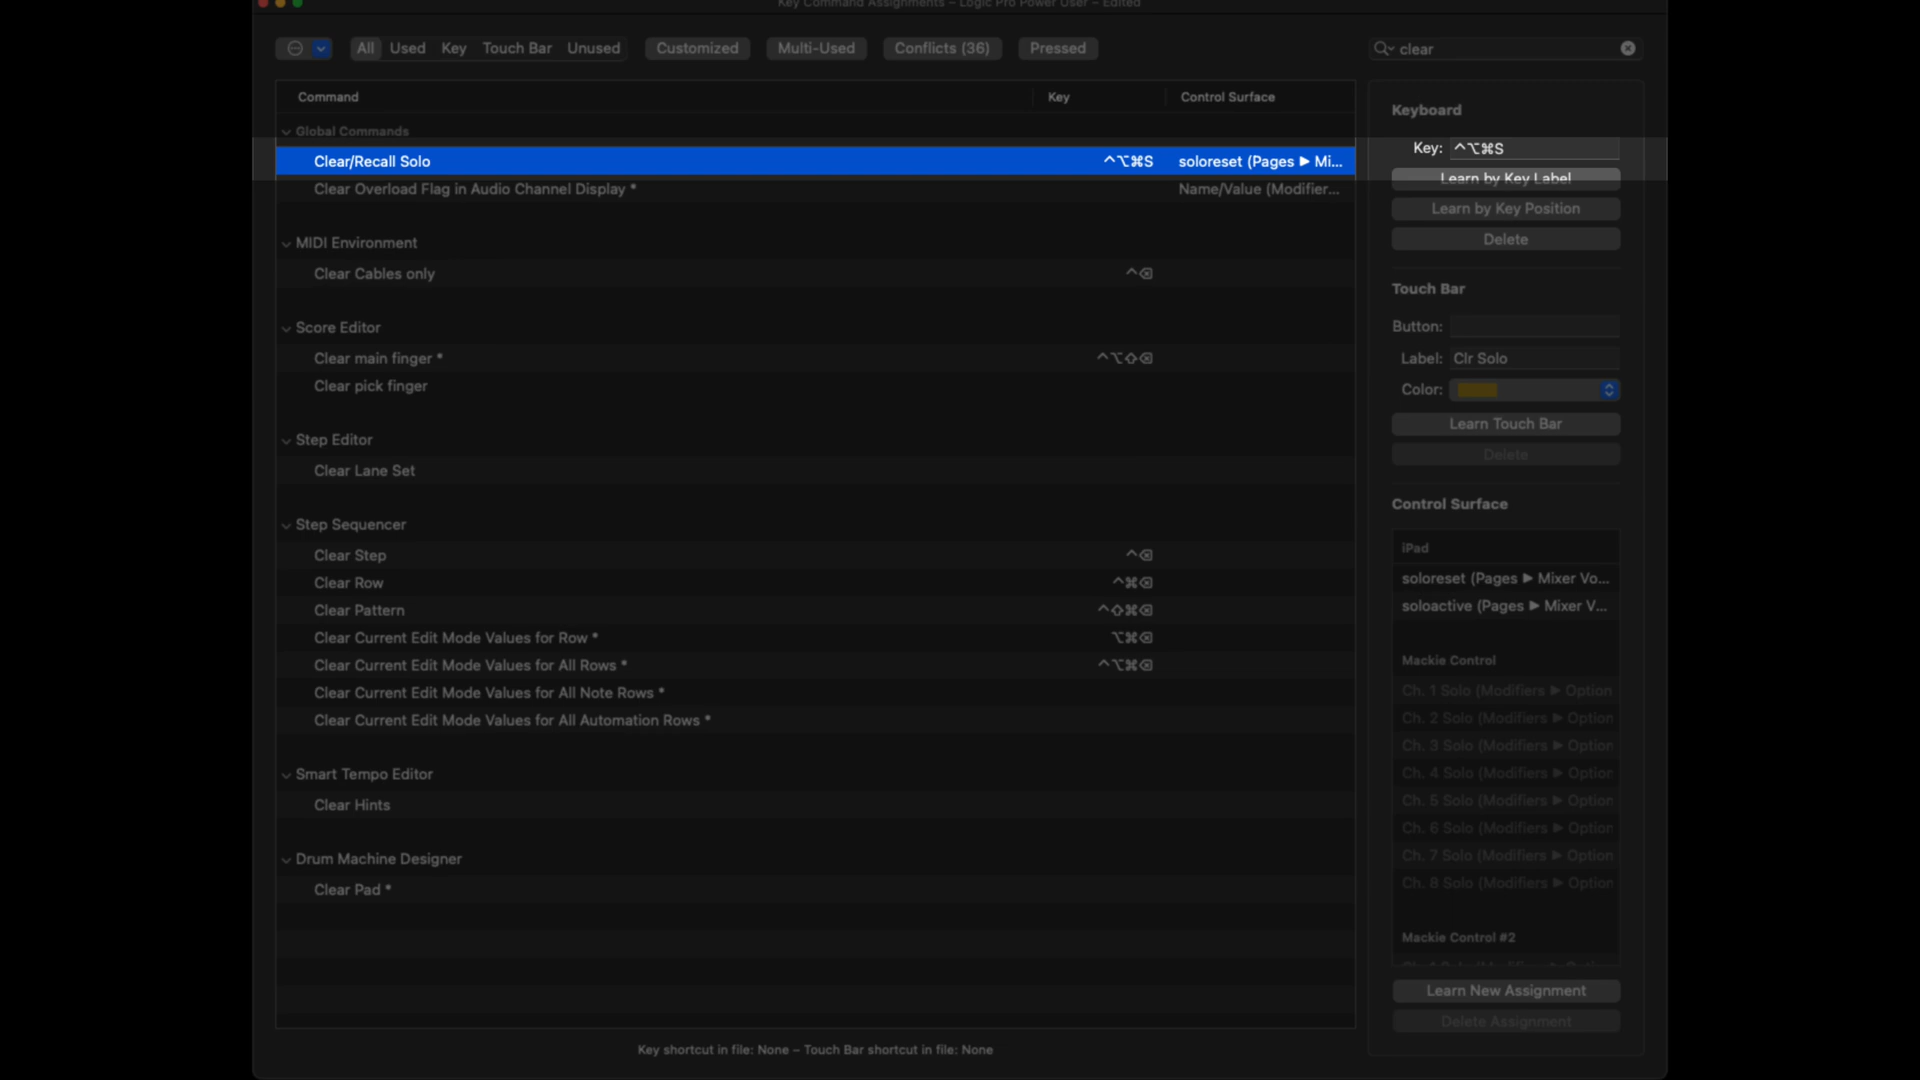 Key Command Assignments – Logic Pro Power User – Edited
All Used Key Touch Bar Unused Customized Multi-Used Conflicts (36) Pressed clear
Command Key Control Surface
Global Commands
Clear/Recall Solo ⌃⌥⌘S soloreset (Pages ▶ Mi...
Clear Overload Flag in Audio Channel Display * Name/Value (Modifier...
MIDI Environment
Clear Cables only ⌃⌫
Score Editor
Clear main finger * ⌃⌥⇧⌫
Clear pick finger
Step Editor
Clear Lane Set
Step Sequencer
Clear Step ⌃⌫
Clear Row ⌃⌘⌫
Clear Pattern ⌃⇧⌘⌫
Clear Current Edit Mode Values for Row * ⌥⌘⌫
Clear Current Edit Mode Values for All Rows * ⌃⌥⌘⌫
Clear Current Edit Mode Values for All Note Rows *
Clear Current Edit Mode Values for All Automation Rows *
Smart Tempo Editor
Clear Hints
Drum Machine Designer
Clear Pad *
Key shortcut in file: None – Touch Bar shortcut in file: None
Keyboard
Key: ⌃⌥⌘S
Learn by Key Label
Learn by Key Position
Delete
Touch Bar
Button:
Label: Clr Solo
Color:
Learn Touch Bar
Delete
Control Surface
iPad
soloreset (Pages ▶ Mixer Vo...
soloactive (Pages ▶ Mixer V...
Mackie Control
Ch. 1 Solo (Modifiers ▶ Option
Ch. 2 Solo (Modifiers ▶ Option
Ch. 3 Solo (Modifiers ▶ Option
Ch. 4 Solo (Modifiers ▶ Option
Ch. 5 Solo (Modifiers ▶ Option
Ch. 6 Solo (Modifiers ▶ Option
Ch. 7 Solo (Modifiers ▶ Option
Ch. 8 Solo (Modifiers ▶ Option
Mackie Control #2
Learn New Assignment
Delete Assignment